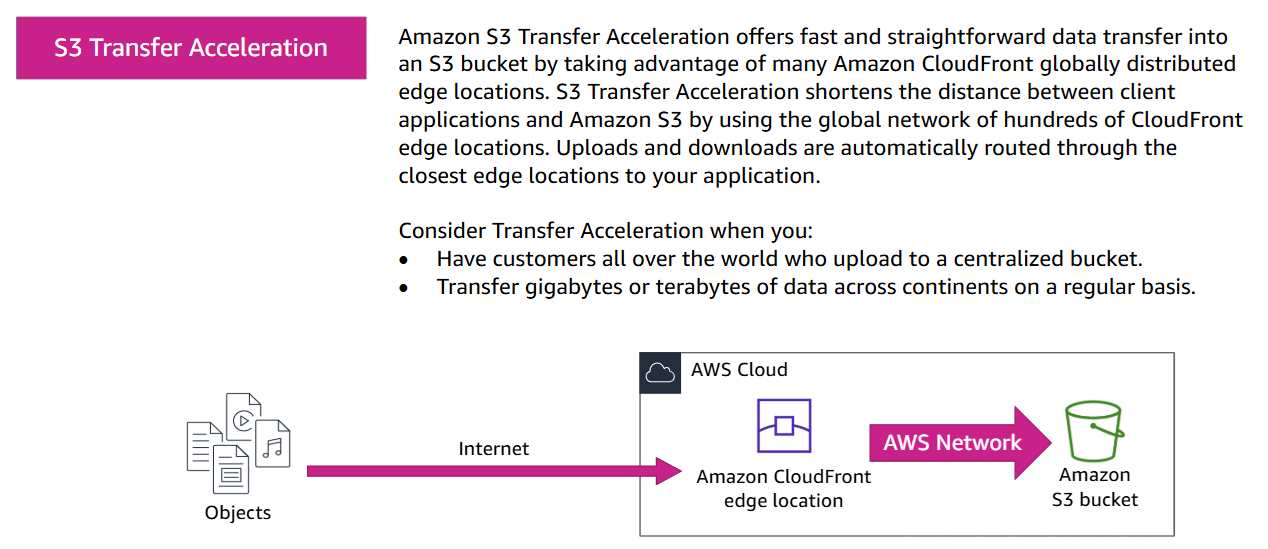 S3 Transfer Acceleration
Amazon S3 Transfer Acceleration offers fast and straightforward data transfer into
an S3 bucket by taking advantage of many Amazon CloudFront globally distributed
edge locations. S3 Transfer Acceleration shortens the distance between client
applications and Amazon S3 by using the global network of hundreds of CloudFront
edge locations. Uploads and downloads are automatically routed through the
closest edge locations to your application.
Consider Transfer Acceleration when you:
• Have customers all over the world who upload to a centralized bucket.
• Transfer gigabytes or terabytes of data across continents on a regular basis.
Objects
Internet
AWS Cloud
Amazon CloudFront
edge location
AWS Network
Amazon
S3 bucket